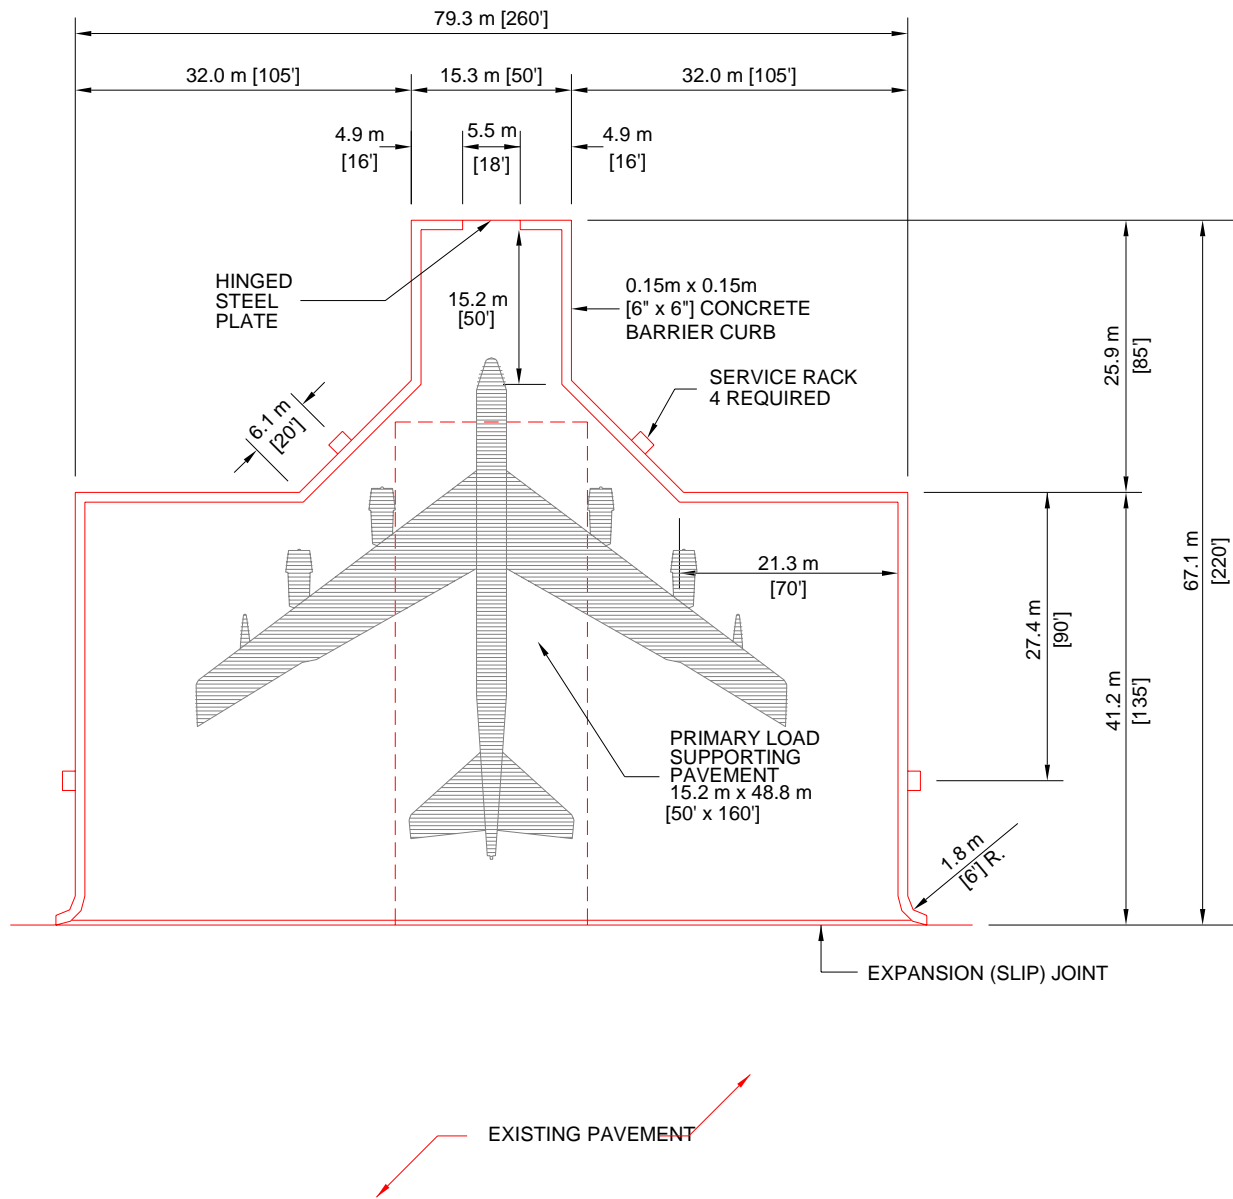 79.3 m [260']
32.0 m [105']
15.3 m [50']
32.0 m [105']
4.9 m
[16']
5.5 m
[18']
4.9 m
[16']
HINGED
STEEL
PLATE
15.2 m
[50']
0.15m x 0.15m
[6" x 6"] CONCRETE
BARRIER CURB
SERVICE RACK
4 REQUIRED
25.9 m
[85']
6.1 m
[20']
21.3 m
[70']
67.1 m
[220']
27.4 m
[90']
41.2 m
[135']
PRIMARY LOAD
SUPPORTING
PAVEMENT
15.2 m x 48.8 m
[50' x 160']
1.8 m
[6'] R.
EXPANSION (SLIP) JOINT
EXISTING PAVEMENT